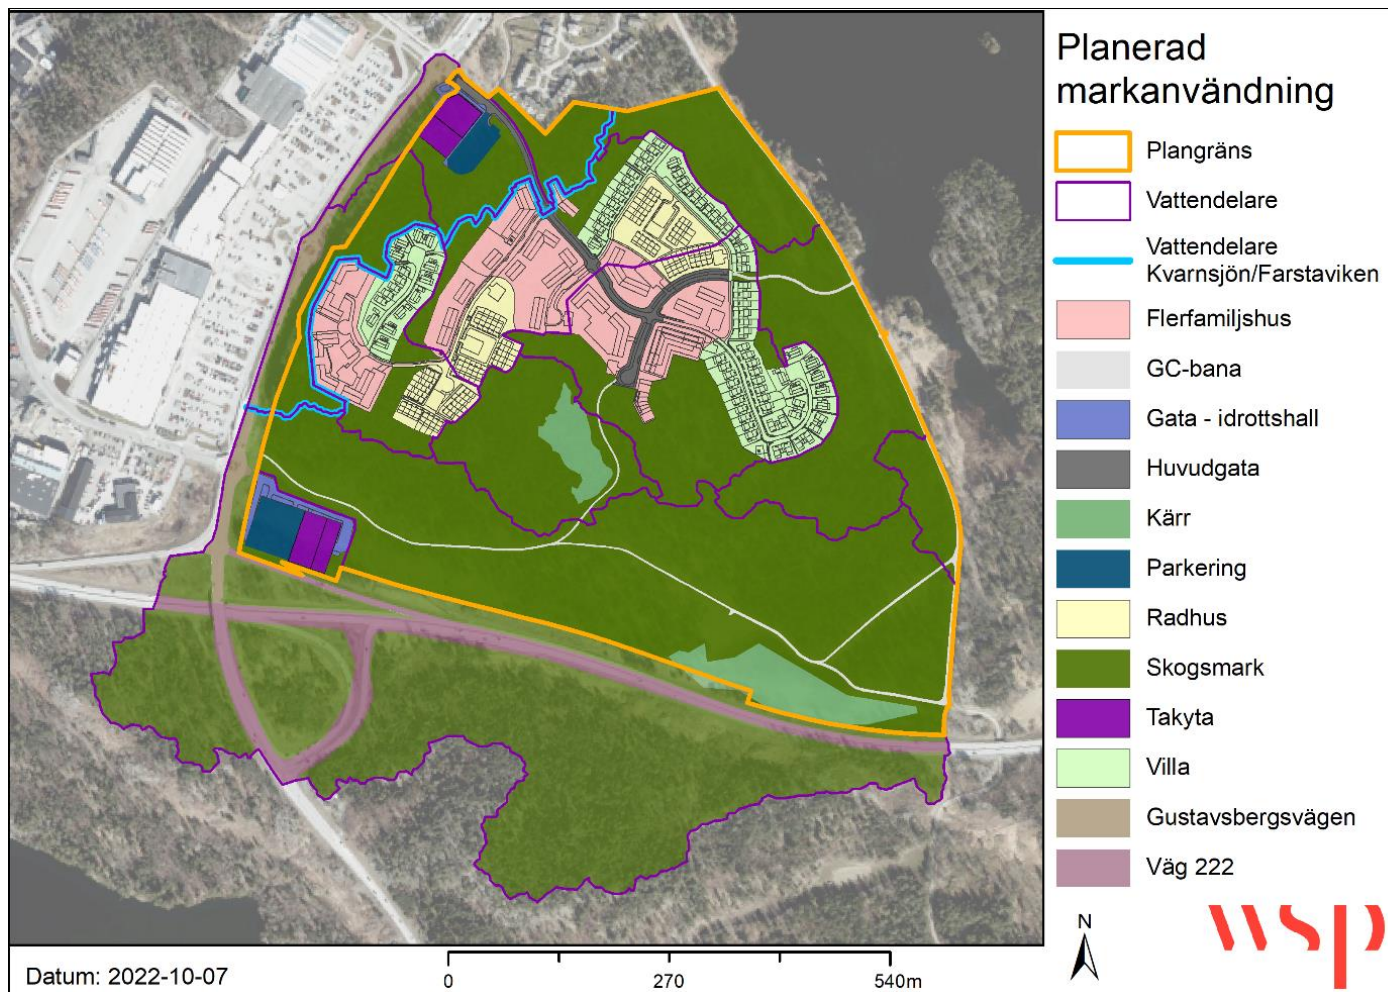 Planerad
markanvändning
Plangräns
Vattendelare
Vattendelare
Kvarnsjön/Farstaviken
Flerfamiljshus
GC-bana
Gata - idrottshall
Huvudgata
Kärr
Parkering
Radhus
Skogsmark
Takyta
Villa
Gustavsbergsvägen
Väg 222
N
wsp
Datum: 2022-10-07
0 270 540m